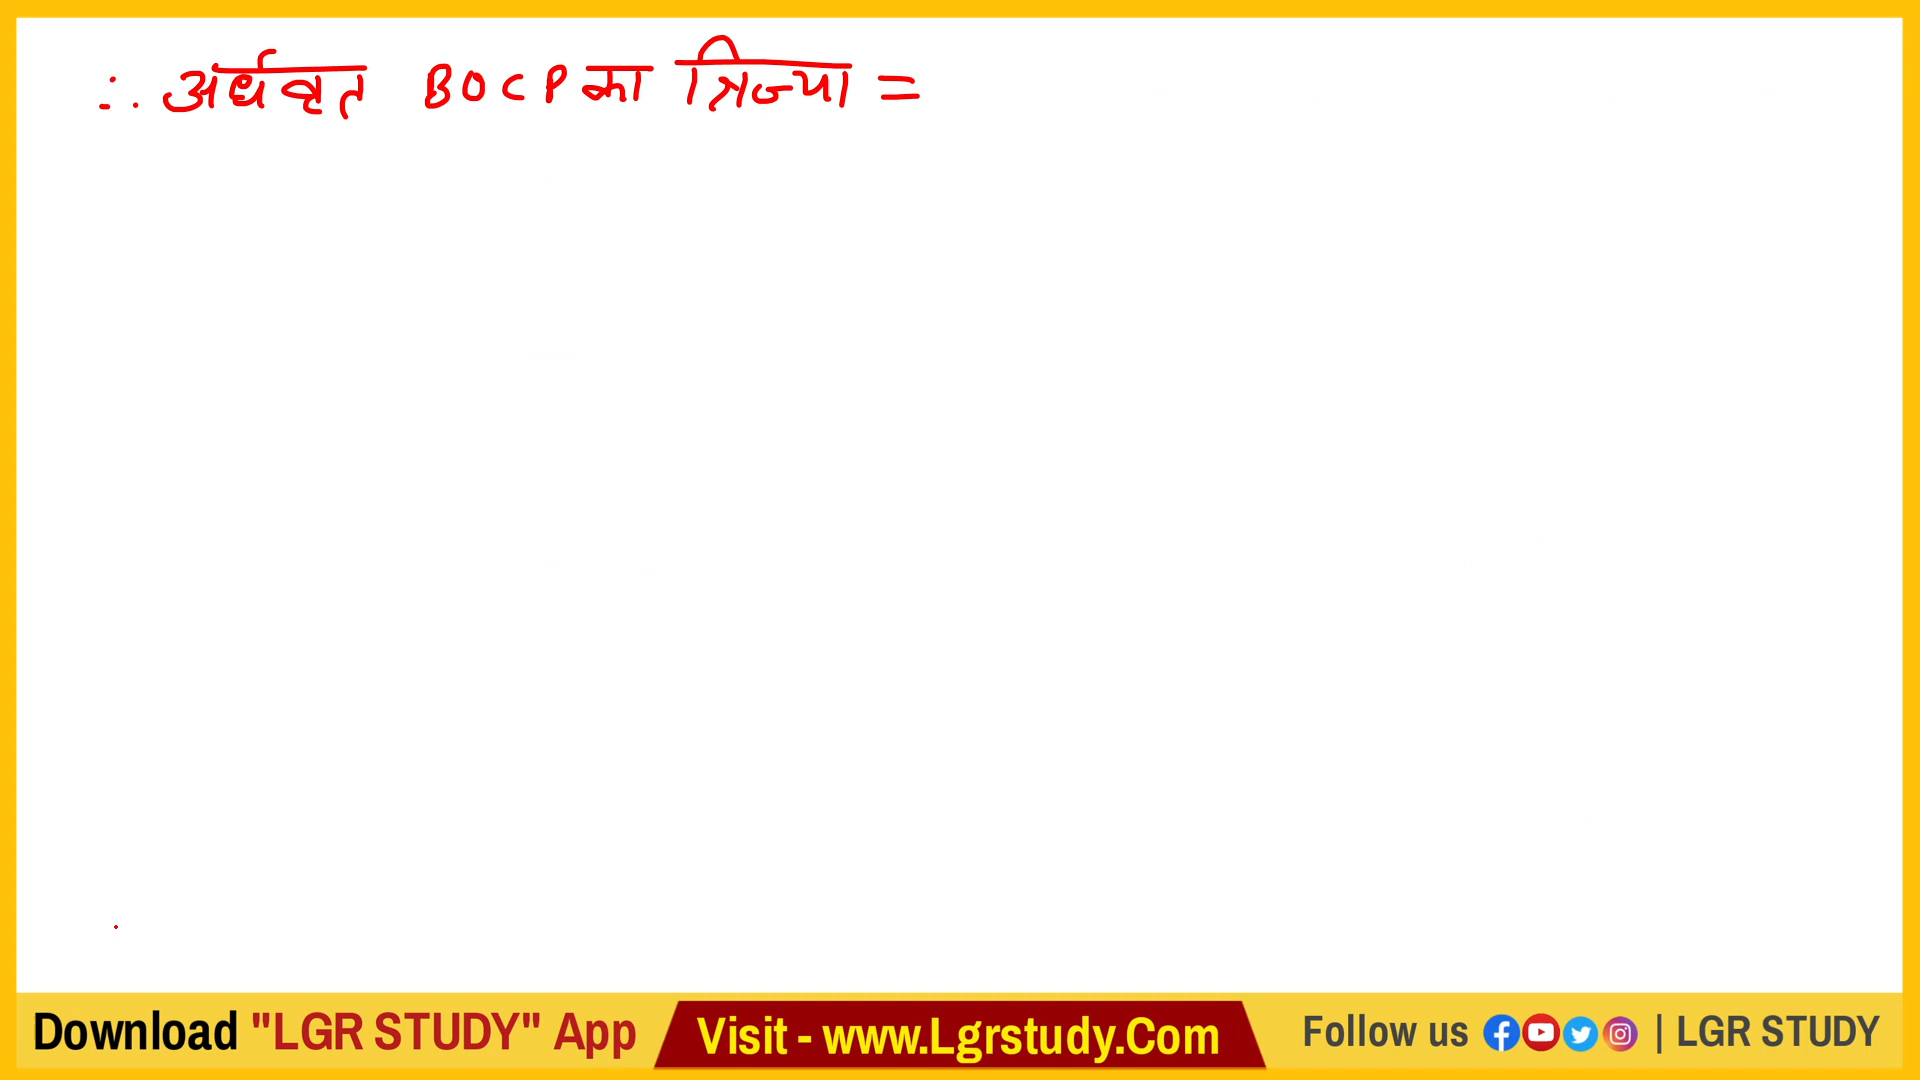 ∴ अर्धवृत BOCP का त्रिज्या =
Download "LGR STUDY" App
Visit - www.Lgrstudy.Com
Follow us | LGR STUDY